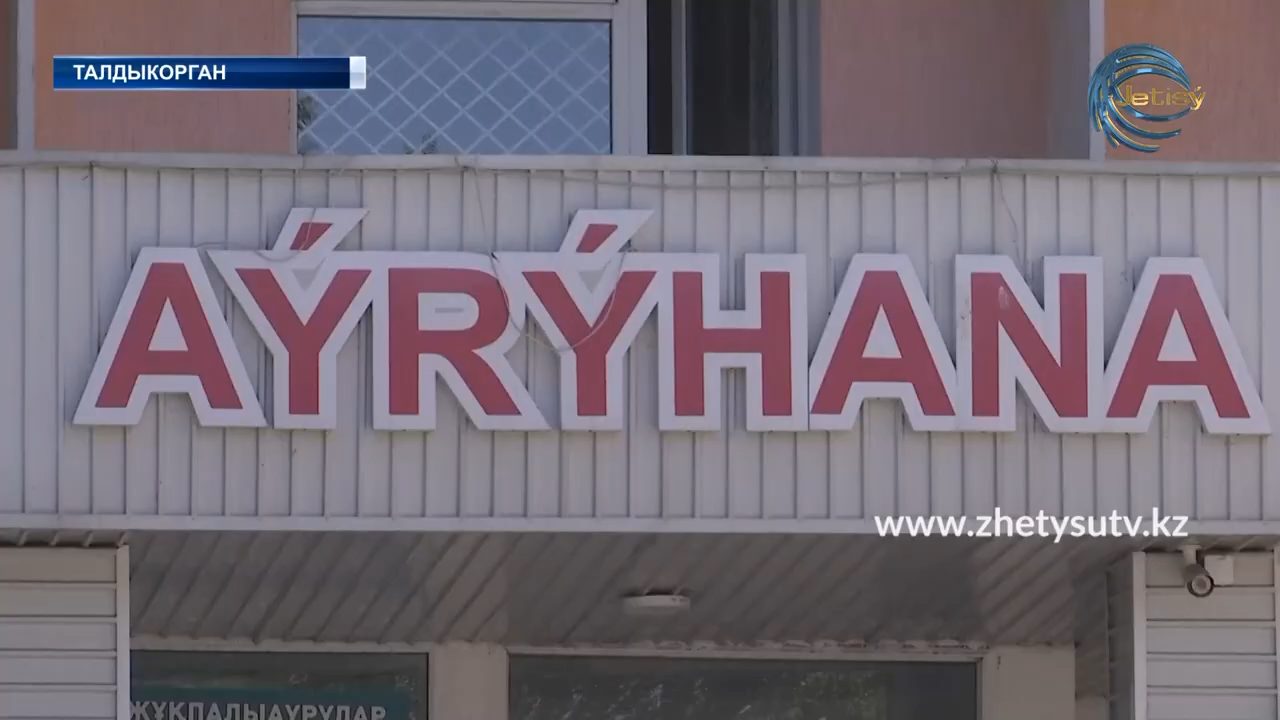 ТАЛДЫКОРГАН
Jetisý
AÝRÝHANA
www.zhetysutv.kz
ЖҰҚПАЛЫ АУРУЛАР